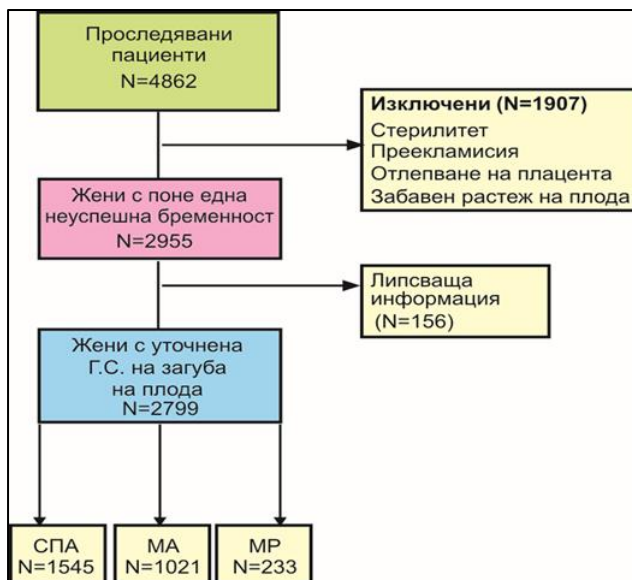 Проследявани
пациенти
N=4862
Изключени (N=1907)
Стерилитет
Преекламисия
Отлепване на плацента
Забавен растеж на плода
Жени с поне една
неуспешна бременност
N=2955
Липсваща
информация
(N=156)
Жени с уточнена
Г.С. на загуба
на плода
N=2799
СПА
N=1545
МА
N=1021
МР
N=233